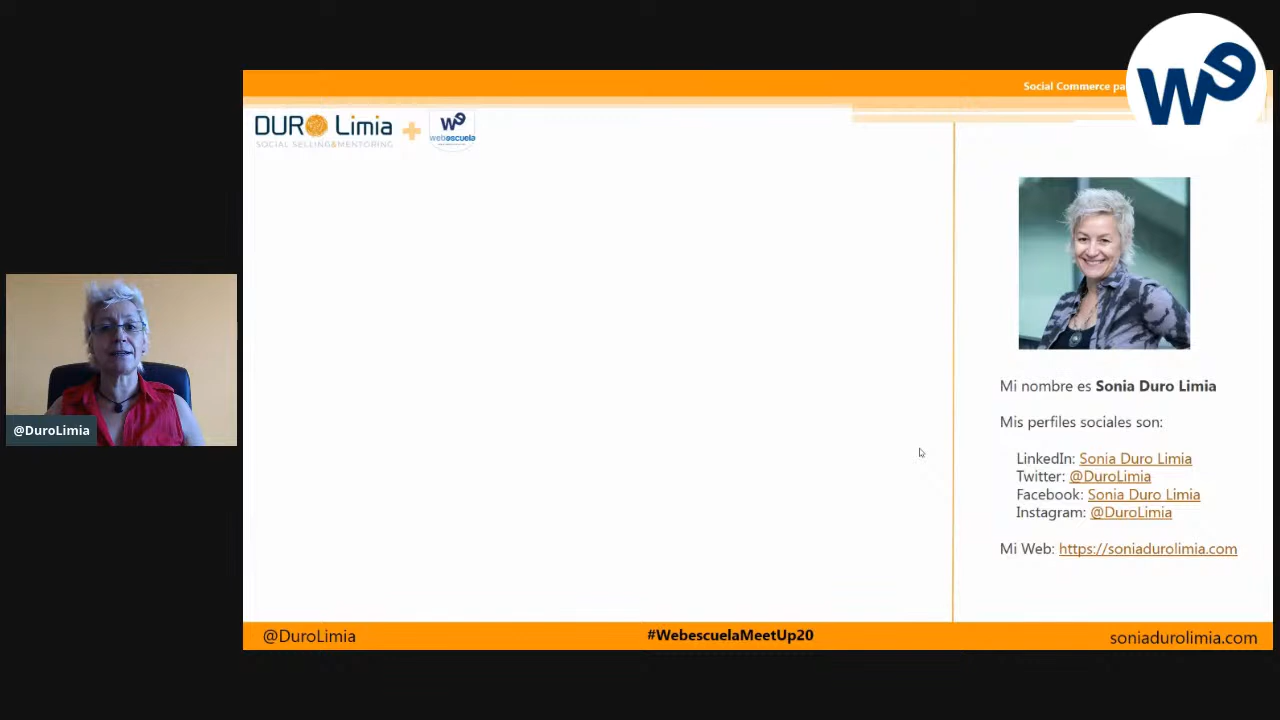 Social Commerce pa
We
DURO Limia
SOCIAL SELLING&MENTORING
We
webescuela
Mi nombre es Sonia Duro Limia
Mis perfiles sociales son:
LinkedIn: Sonia Duro Limia
Twitter: @DuroLimia
Facebook: Sonia Duro Limia
Instagram: @DuroLimia
Mi Web: https://soniadurolimia.com
@DuroLimia
@DuroLimia
#WebescuelaMeetUp20
soniadurolimia.com